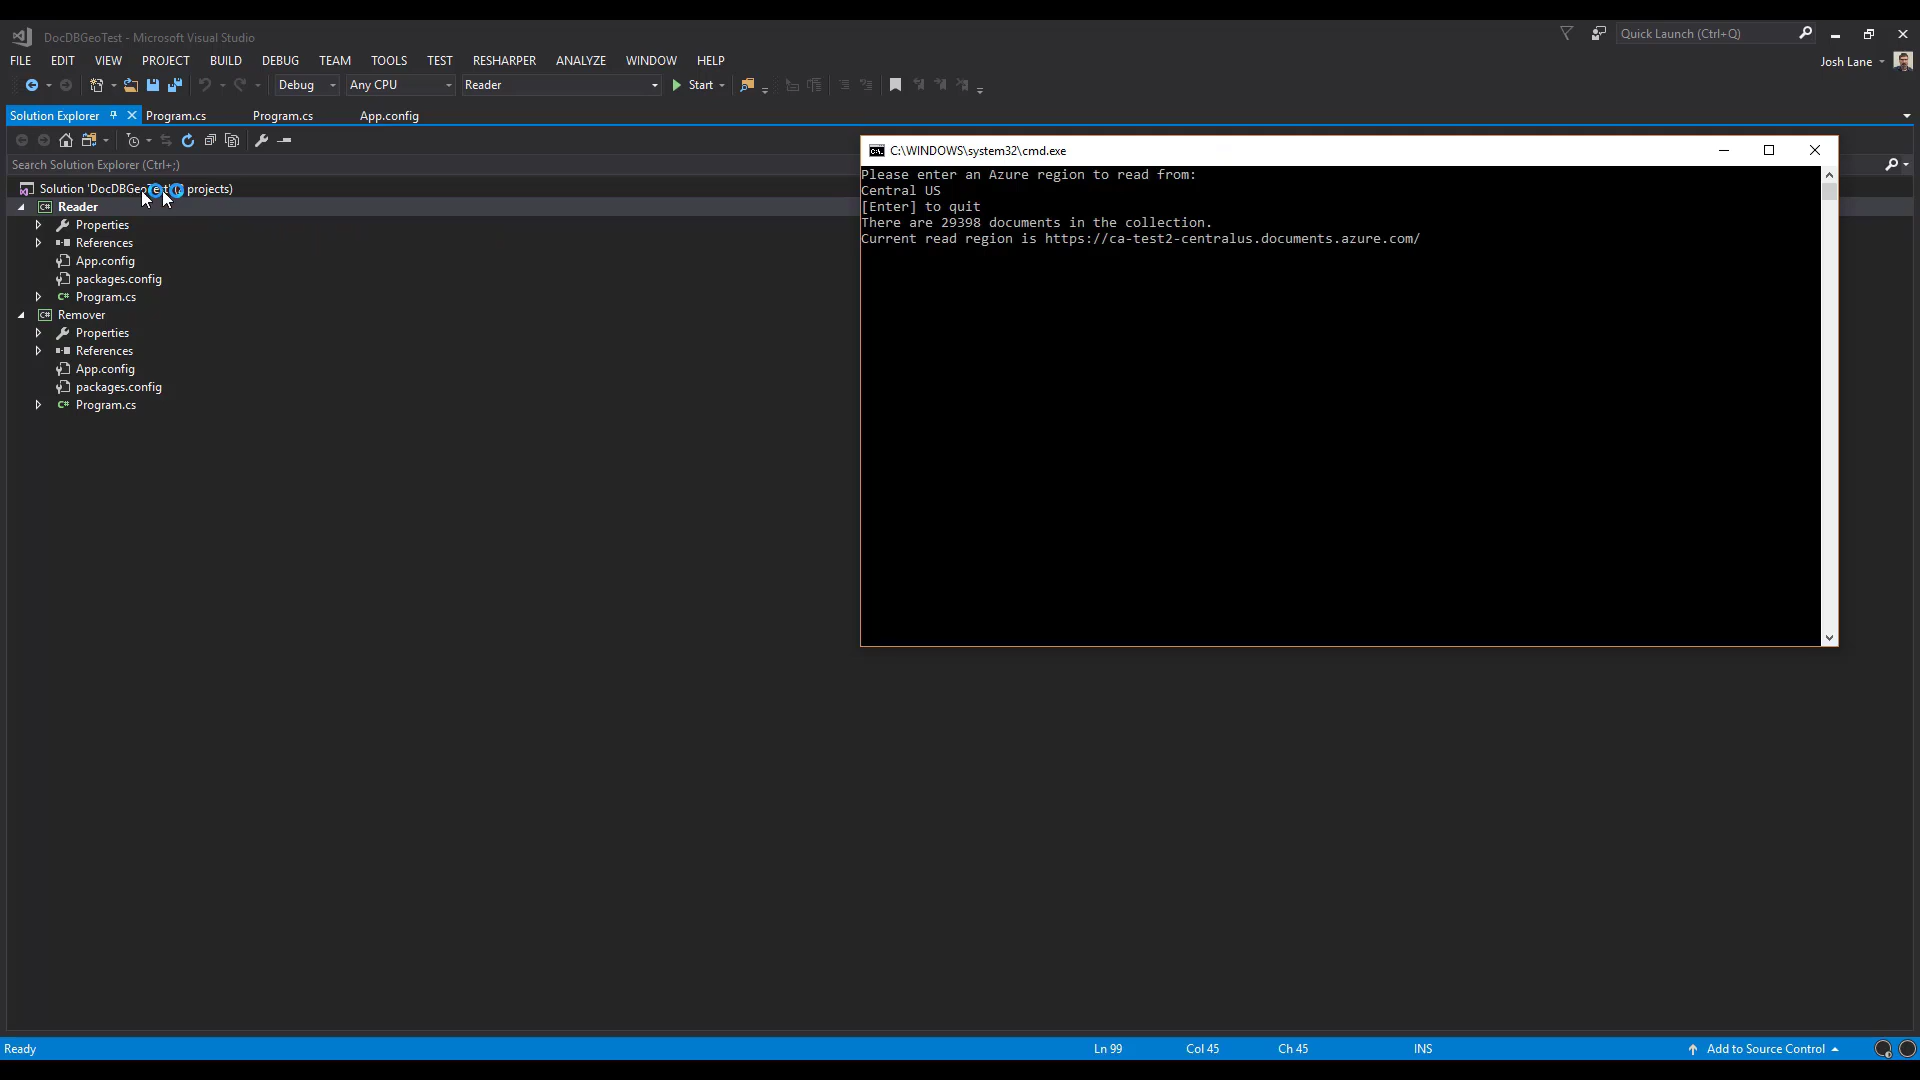 DocDBGeoTest - Microsoft Visual Studio
Quick Launch (Ctrl+Q)
FILE EDIT VIEW PROJECT BUILD DEBUG TEAM TOOLS TEST RESHARPER ANALYZE WINDOW HELP
Josh Lane
Debug Any CPU Reader Start
Solution Explorer Program.cs Program.cs App.config
Search Solution Explorer (Ctrl+;)
Solution 'DocDBGeoTest' projects)
Reader
Properties
References
App.config
packages.config
C# Program.cs
Remover
Properties
References
App.config
packages.config
C# Program.cs
C:\WINDOWS\system32\cmd.exe
Please enter an Azure region to read from:
Central US
[Enter] to quit
There are 29398 documents in the collection.
Current read region is https://ca-test2-centralus.documents.azure.com/
Ready Ln 99 Col 45 Ch 45 INS Add to Source Control